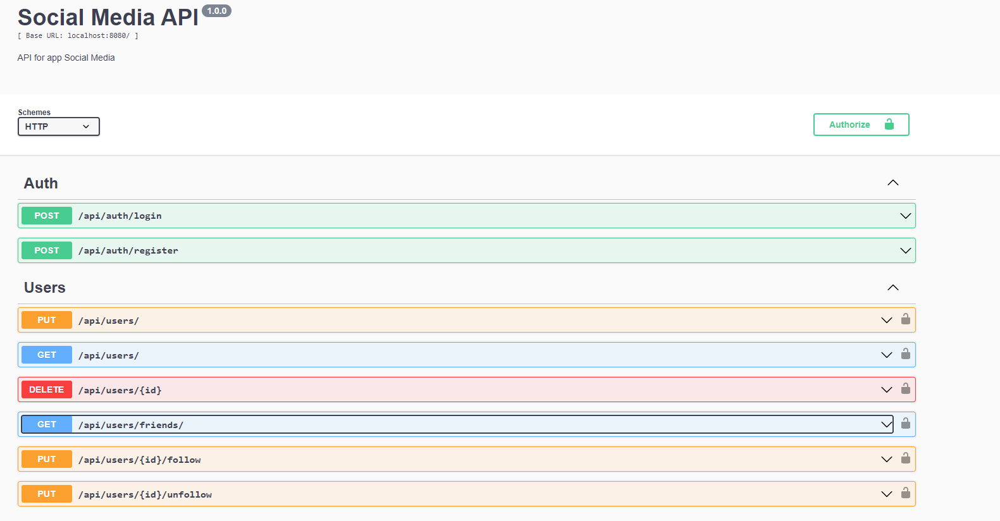 Social Media API 1.0.0
[ Base URL: localhost:8080/ ]
API for app Social Media
Schemes
HTTP
Authorize
Auth
POST /api/auth/login
POST /api/auth/register
Users
PUT /api/users/
GET /api/users/
DELETE /api/users/{id}
GET /api/users/friends/
PUT /api/users/{id}/follow
PUT /api/users/{id}/unfollow